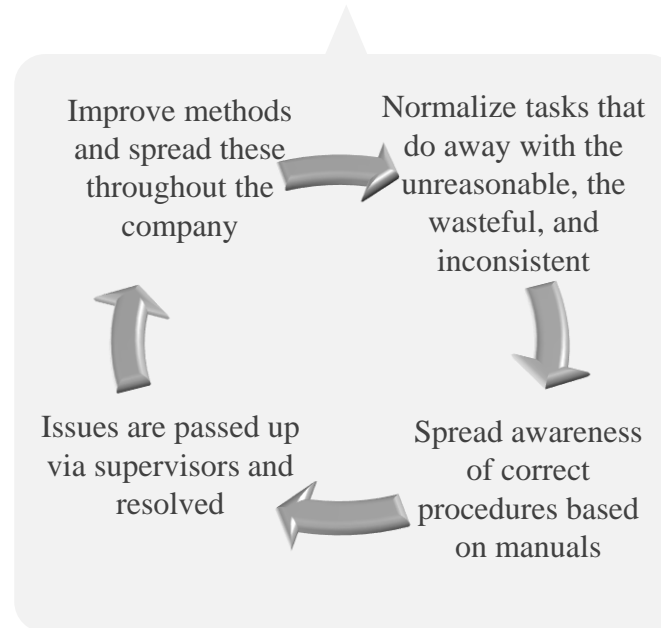 Improve methods
and spread these
throughout the
company
Normalize tasks that
do away with the
unreasonable, the
wasteful, and
inconsistent
Spread awareness
of correct
procedures based
on manuals
Issues are passed up
via supervisors and
resolved